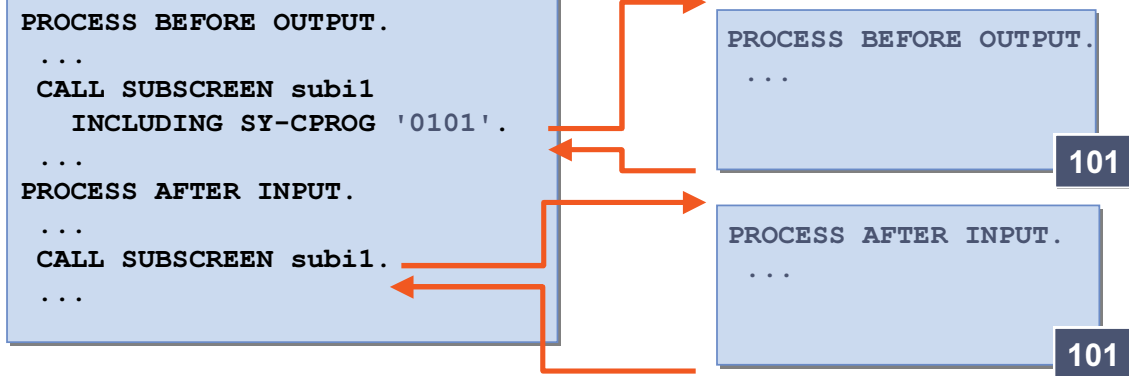 PROCESS BEFORE OUTPUT.
...
CALL SUBSCREEN subi1
INCLUDING SY-CPROG '0101'.
...
PROCESS AFTER INPUT.
...
CALL SUBSCREEN subi1.
...
PROCESS BEFORE OUTPUT.
...
101
PROCESS AFTER INPUT.
...
101